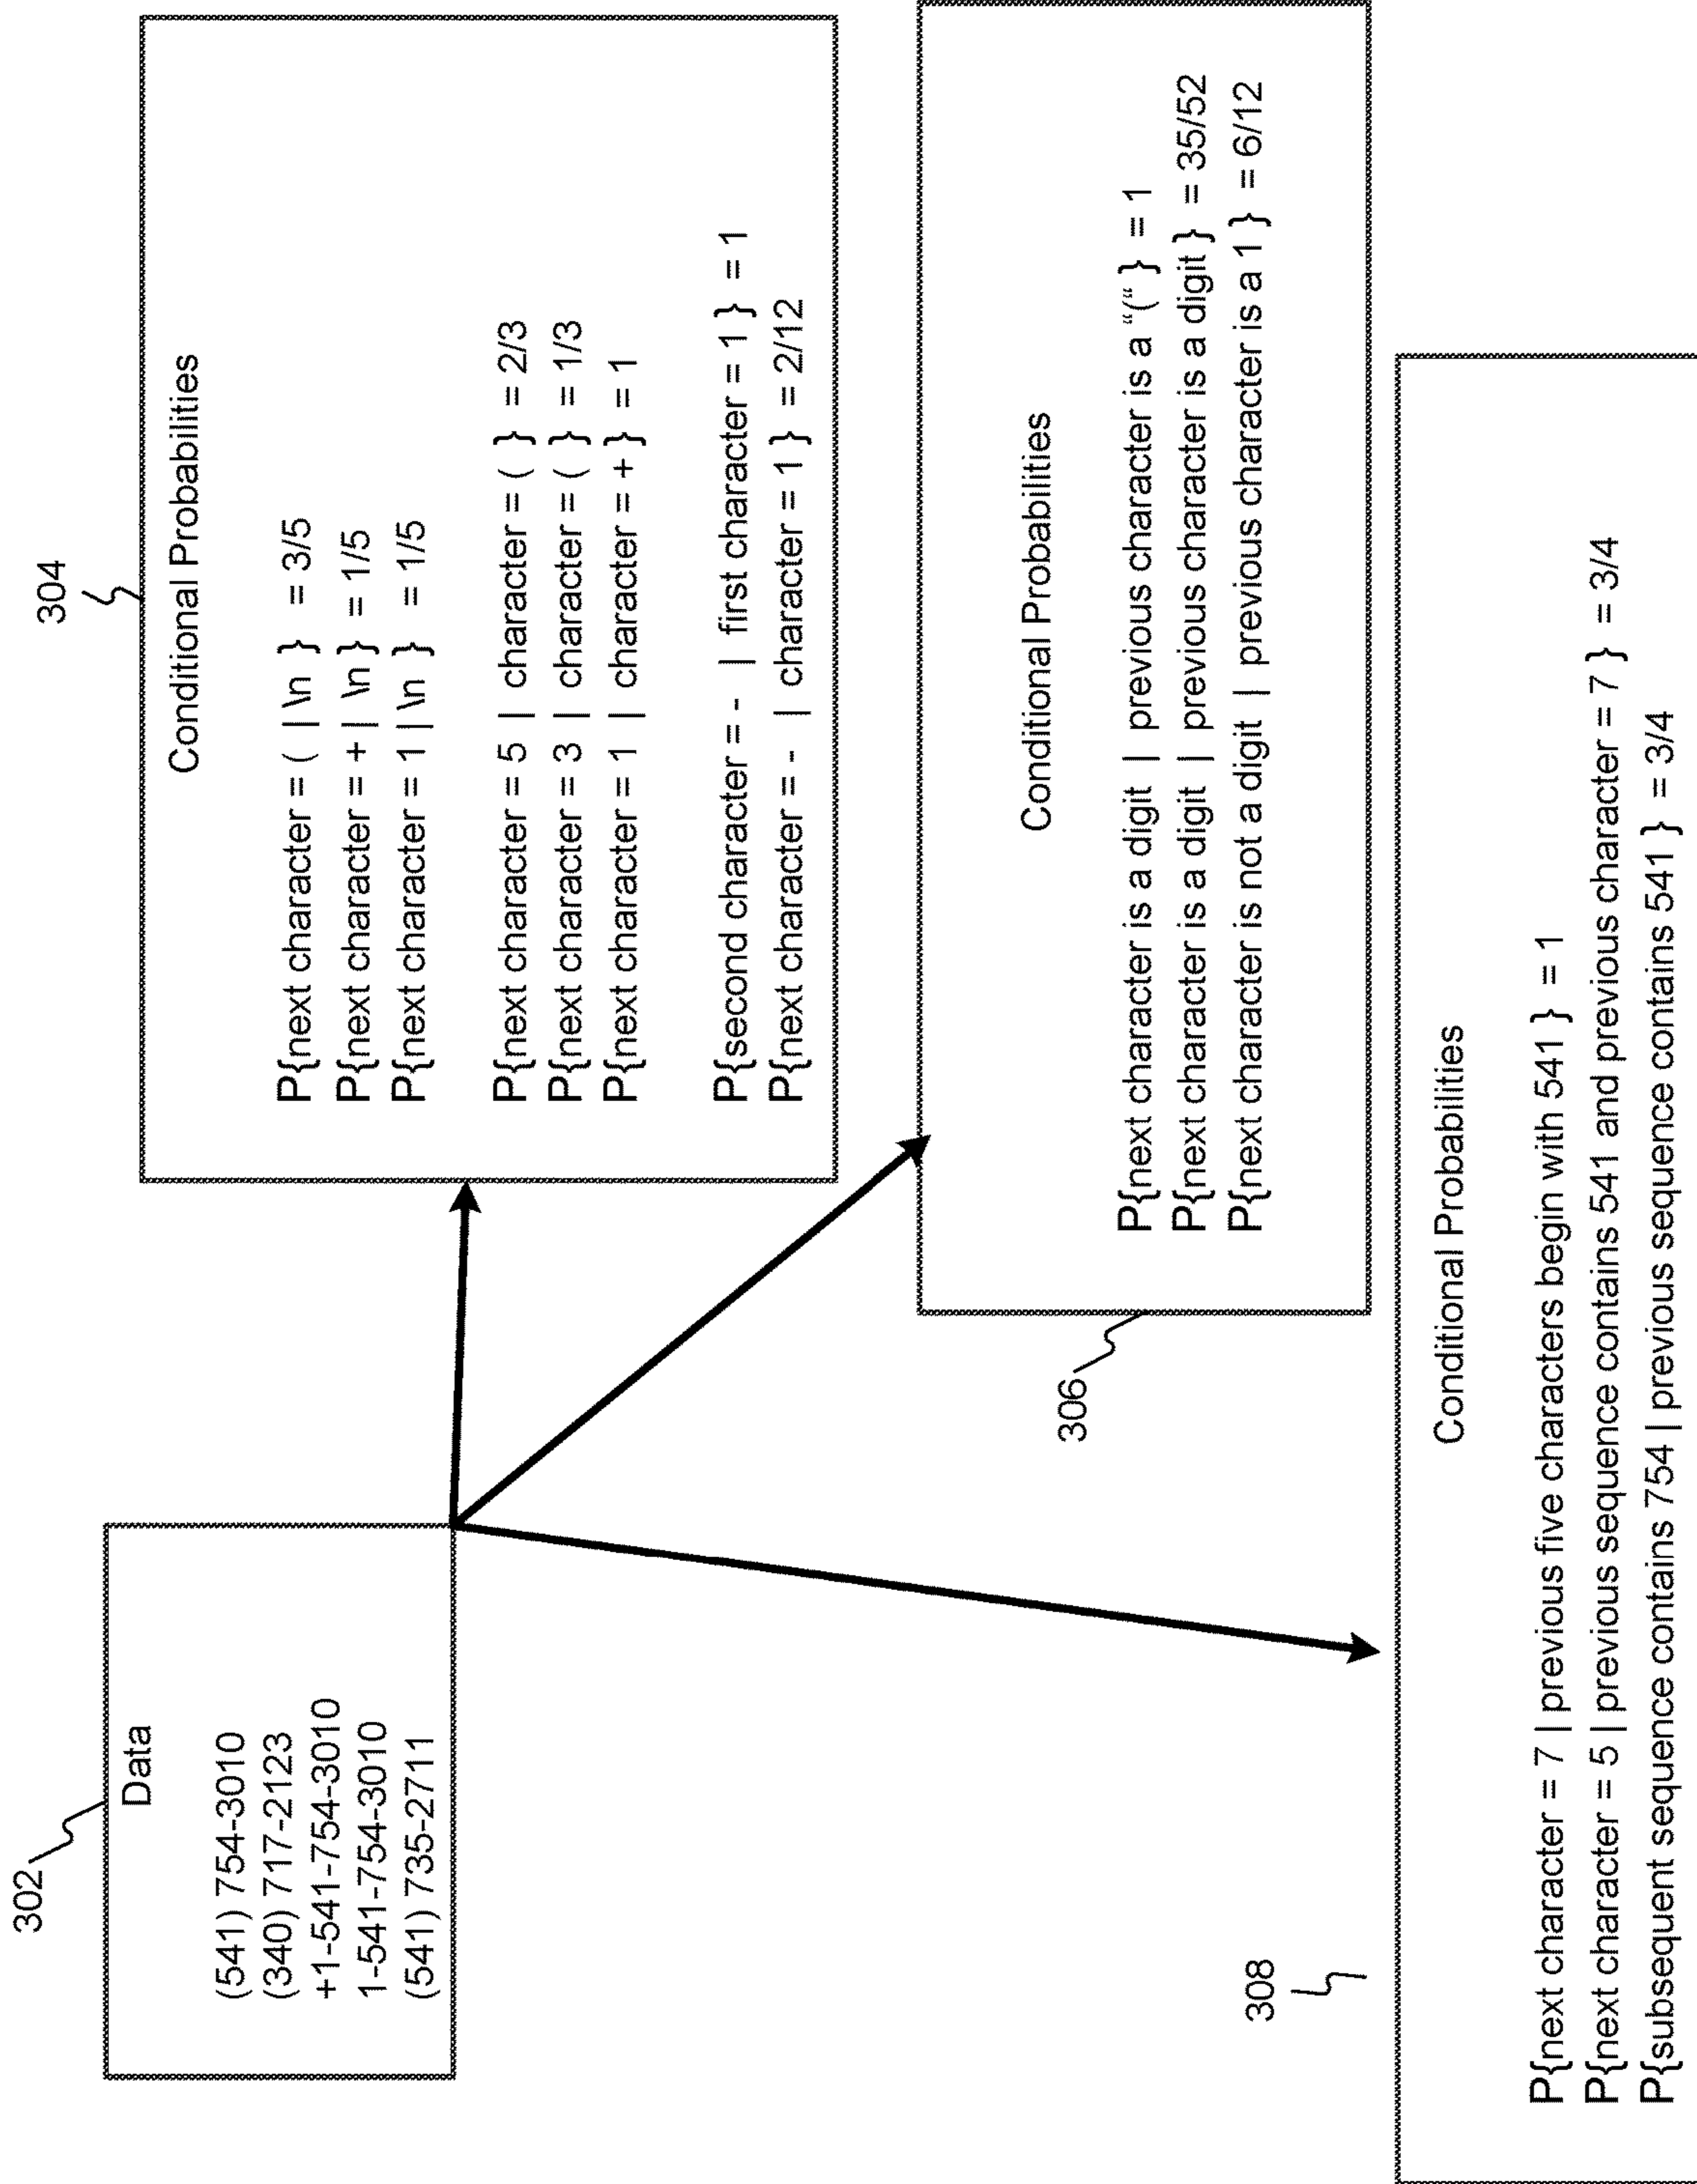 302
Data
(541) 754-3010
(340) 717-2123
+1-541-754-3010
1-541-754-3010
(541) 735-2711
304
Conditional Probabilities
P{next character = ( | \n } = 3/5
P{next character = + | \n } = 1/5
P{next character = 1 | \n } = 1/5
P{next character = 5 | character = ( } = 2/3
P{next character = 3 | character = ( } = 1/3
P{next character = 1 | character = + } = 1
P{second character = - | first character = 1 } = 1
P{next character = - | character = 1 } = 2/12
306
Conditional Probabilities
P{next character is a digit | previous character is a “(“ } = 1
P{next character is a digit | previous character is a digit } = 35/52
P{next character is not a digit | previous character is a 1 } = 6/12
308
Conditional Probabilities
P{next character = 7 | previous five characters begin with 541 } = 1
P{next character = 5 | previous sequence contains 541 and previous character = 7 } = 3/4
P{subsequent sequence contains 754 | previous sequence contains 541 } = 3/4